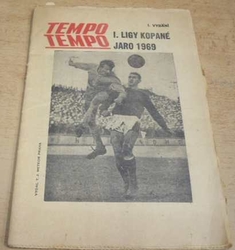 I. VYDÁNÍ
TEMPO
TEMPO
I. LIGY KOPANÉ
JARO 1969